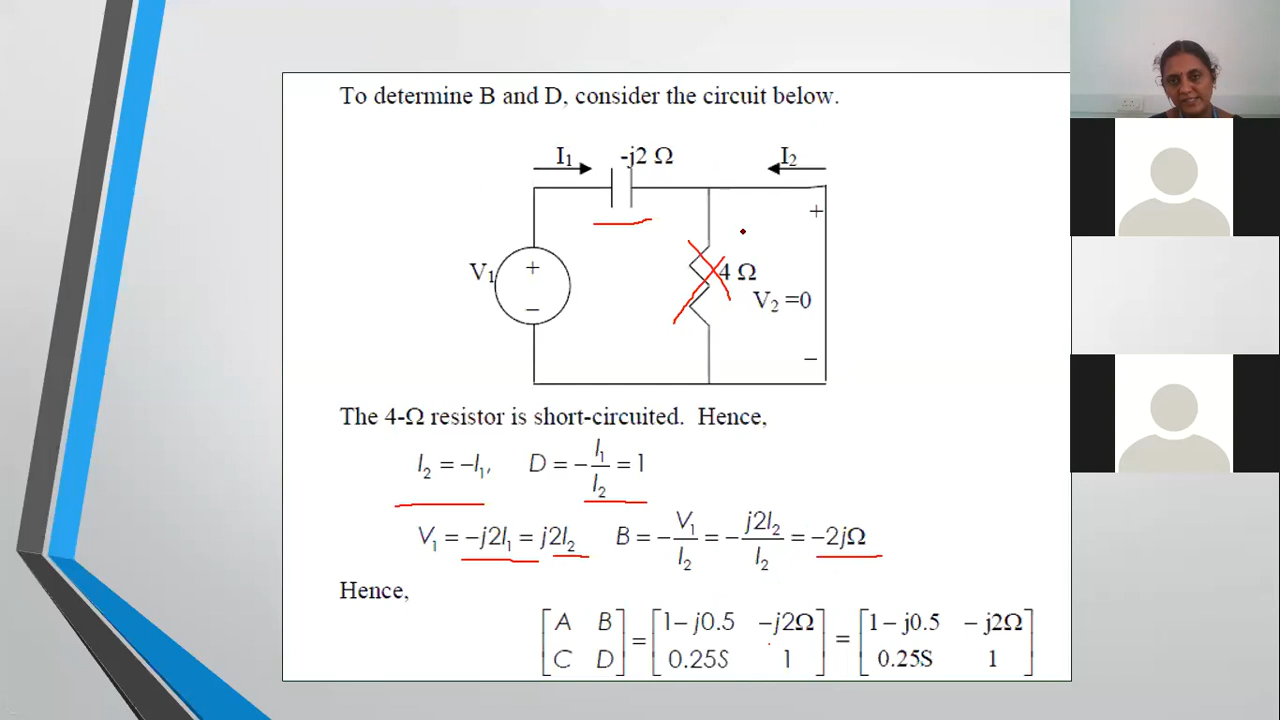 To determine B and D, consider the circuit below.
I₁ -j2 Ω I₂
+
V₁ + 4 Ω
V₂ =0
−
−
The 4-Ω resistor is short-circuited. Hence,
I₂ = −I₁, D = − I₁/I₂ = 1
V₁ = −j2I₁ = j2I₂ B = − V₁/I₂ = − j2I₂/I₂ = −2jΩ
Hence,
[A B; C D] = [1− j0.5 −j2Ω; 0.25S 1] = [1− j0.5 − j2Ω; 0.25S 1]